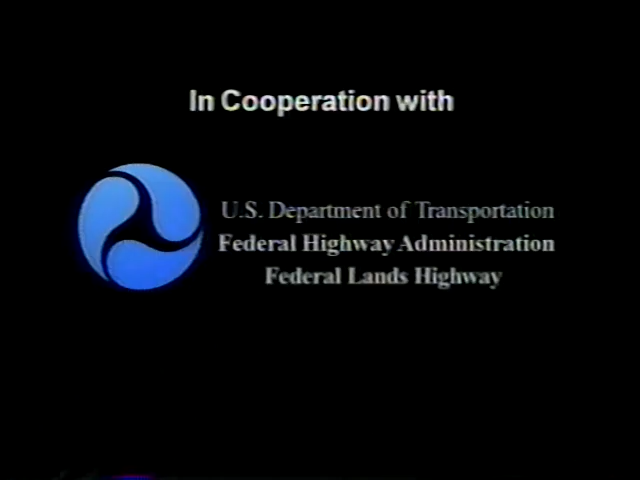 In Cooperation with
U.S. Department of Transportation
Federal Highway Administration
Federal Lands Highway